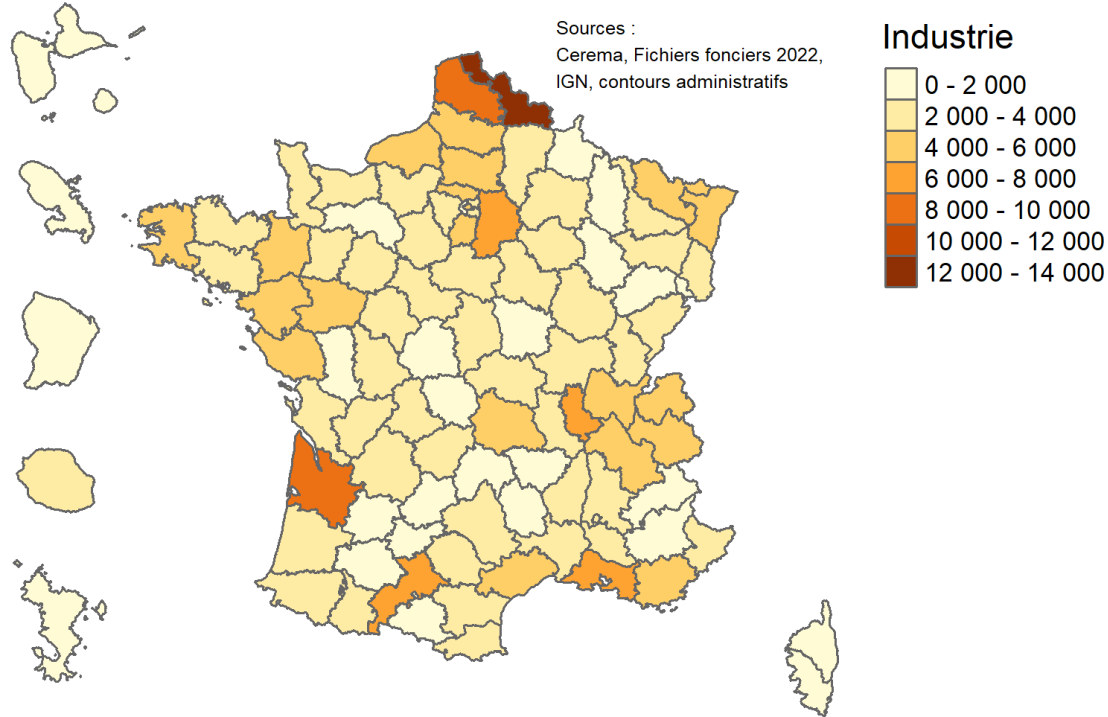 Sources :
Cerema, Fichiers fonciers 2022,
IGN, contours administratifs
Industrie
0 - 2 000
2 000 - 4 000
4 000 - 6 000
6 000 - 8 000
8 000 - 10 000
10 000 - 12 000
12 000 - 14 000